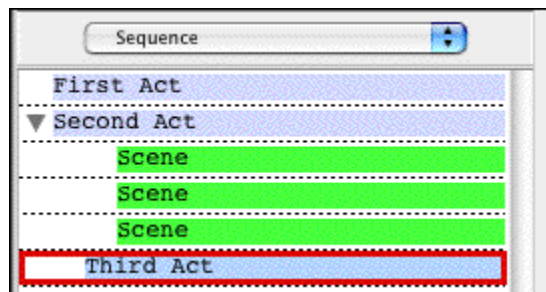 Sequence
First Act
Second Act
Scene
Scene
Scene
Third Act